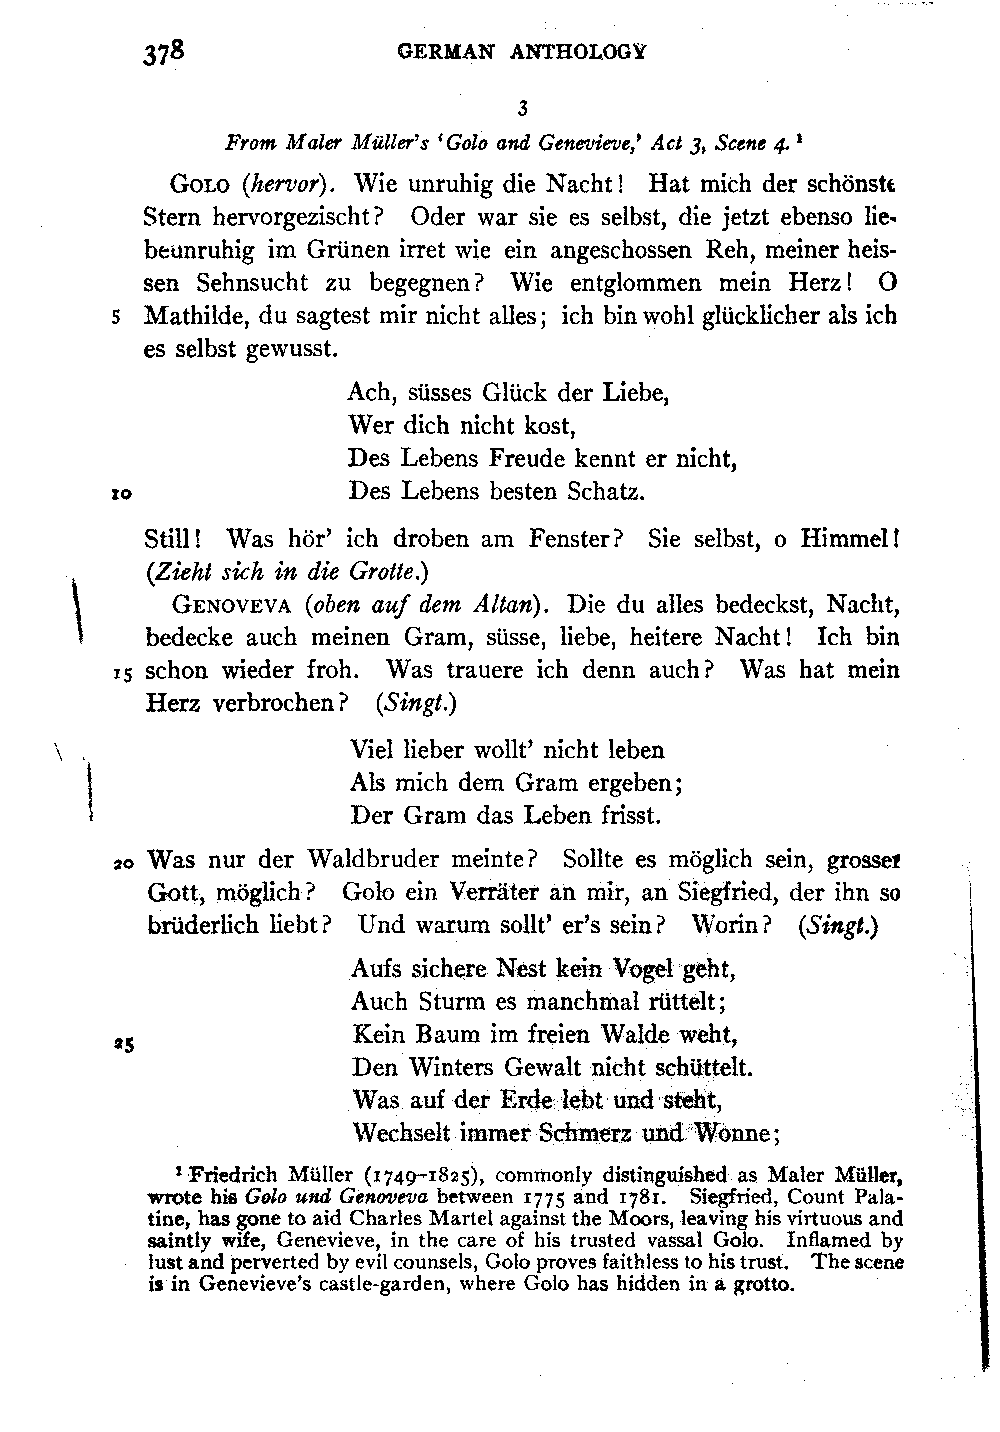 378 GERMAN ANTHOLOGY
3
From Maler Müller's ‘Golo and Genevieve,’ Act 3, Scene 4. ¹
GOLO (hervor). Wie unruhig die Nacht! Hat mich der schönste
Stern hervorgezischt? Oder war sie es selbst, die jetzt ebenso lie-
beunruhig im Grünen irret wie ein angeschossen Reh, meiner heis-
sen Sehnsucht zu begegnen? Wie entglommen mein Herz! O
5 Mathilde, du sagtest mir nicht alles; ich bin wohl glücklicher als ich
es selbst gewusst.
Ach, süsses Glück der Liebe,
Wer dich nicht kost,
Des Lebens Freude kennt er nicht,
10 Des Lebens besten Schatz.
Still! Was hör' ich droben am Fenster? Sie selbst, o Himmel!
(Zieht sich in die Grotte.)
GENOVEVA (oben auf dem Altan). Die du alles bedeckst, Nacht,
bedecke auch meinen Gram, süsse, liebe, heitere Nacht! Ich bin
15 schon wieder froh. Was trauere ich denn auch? Was hat mein
Herz verbrochen? (Singt.)
Viel lieber wollt' nicht leben
Als mich dem Gram ergeben;
Der Gram das Leben frisst.
20 Was nur der Waldbruder meinte? Sollte es möglich sein, grosser
Gott, möglich? Golo ein Verräter an mir, an Siegfried, der ihn so
brüderlich liebt? Und warum sollt' er's sein? Worin? (Singt.)
Aufs sichere Nest kein Vogel geht,
Auch Sturm es manchmal rüttelt;
25 Kein Baum im freien Walde weht,
Den Winters Gewalt nicht schüttelt.
Was auf der Erde lebt und steht,
Wechselt immer Schmerz und Wonne;
¹ Friedrich Müller (1749–1825), commonly distinguished as Maler Müller,
wrote his Golo und Genoveva between 1775 and 1781. Siegfried, Count Pala-
tine, has gone to aid Charles Martel against the Moors, leaving his virtuous and
saintly wife, Genevieve, in the care of his trusted vassal Golo. Inflamed by
lust and perverted by evil counsels, Golo proves faithless to his trust. The scene
is in Genevieve's castle-garden, where Golo has hidden in a grotto.